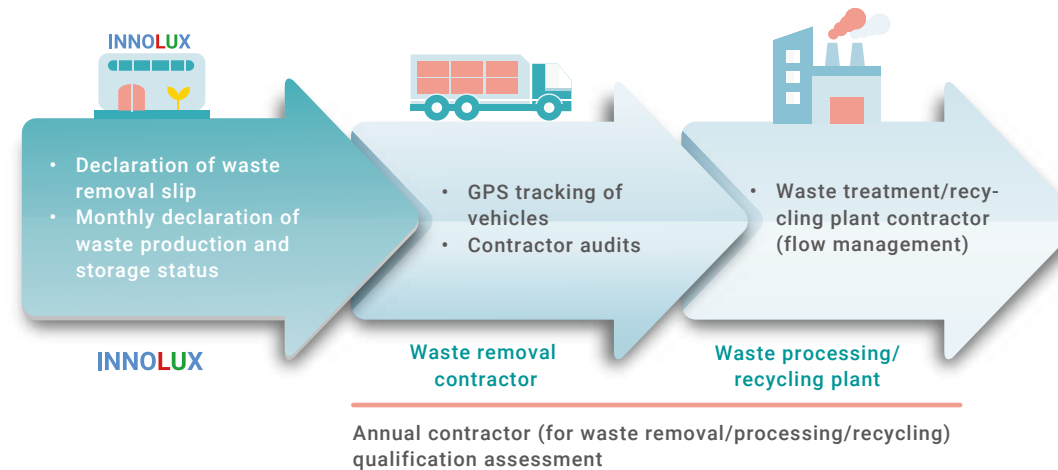 INNOLUX
• Declaration of waste
removal slip
• Monthly declaration of
waste production and
storage status
INNOLUX
• GPS tracking of
vehicles
• Contractor audits
Waste removal
contractor
• Waste treatment/recy-
cling plant contractor
(flow management)
Waste processing/
recycling plant
Annual contractor (for waste removal/processing/recycling)
qualification assessment